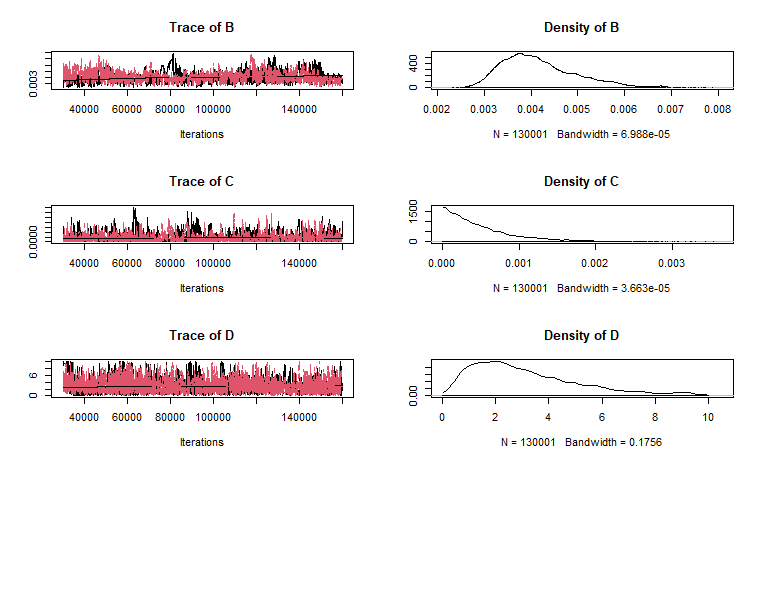 Trace of B
0.003
40000 60000 80000 100000 140000
Iterations
Density of B
0 400
0.002 0.003 0.004 0.005 0.006 0.007 0.008
N = 130001 Bandwidth = 6.988e-05
Trace of C
0.0000
40000 60000 80000 100000 140000
Iterations
Density of C
0 1500
0.000 0.001 0.002 0.003
N = 130001 Bandwidth = 3.663e-05
Trace of D
0 6
40000 60000 80000 100000 140000
Iterations
Density of D
0.00
0 2 4 6 8 10
N = 130001 Bandwidth = 0.1756